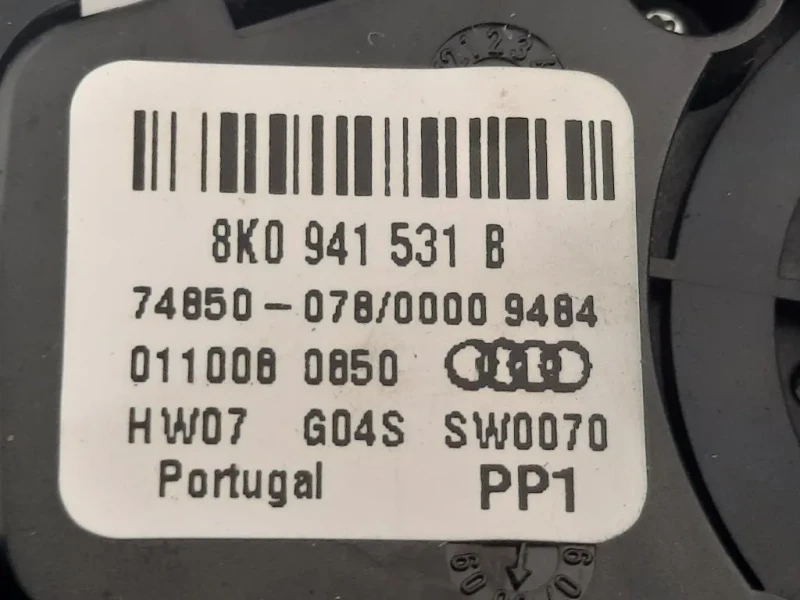 8K0 941 531 B
74850-078/0000 9484
011008 0850
HW07 G04S SW0070
Portugal PP1